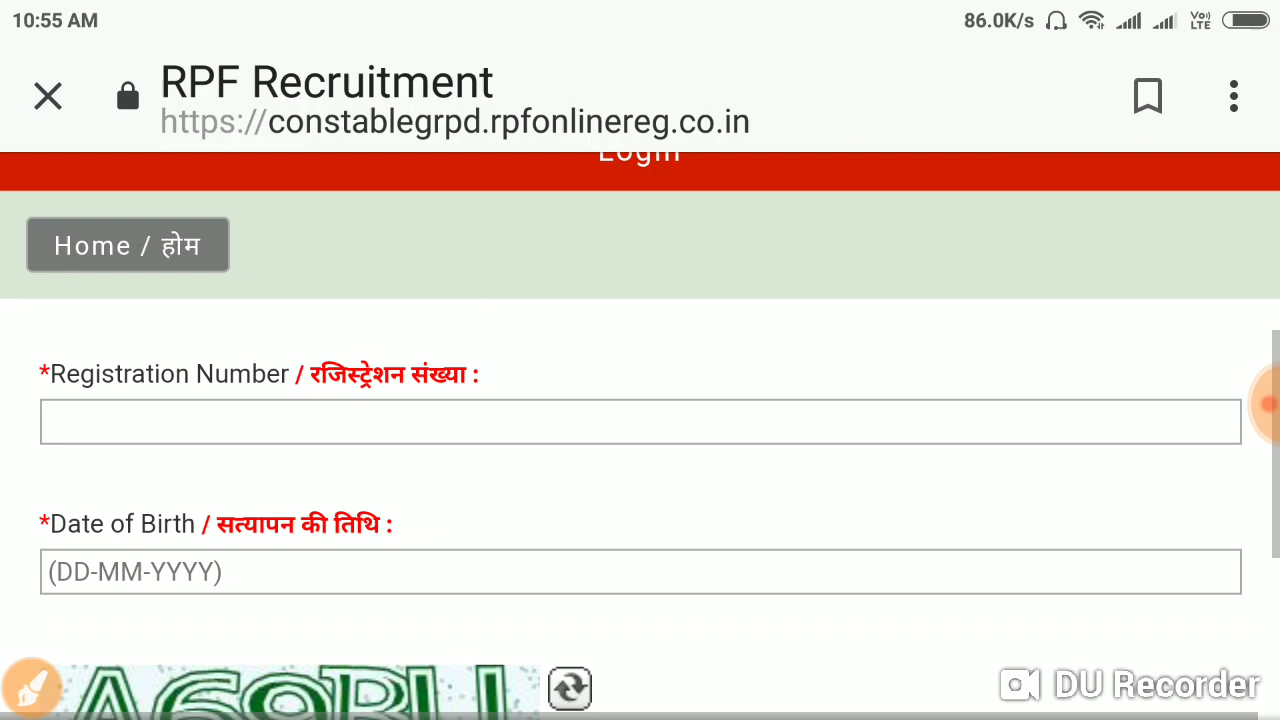 10:55 AM
86.0K/s
Vo))
LTE
RPF Recruitment
https://constablegrpd.rpfonlinereg.co.in
Login
Home / होम
*Registration Number / रजिस्ट्रेशन संख्या :
*Date of Birth / सत्यापन की तिथि :
(DD-MM-YYYY)
DU Recorder